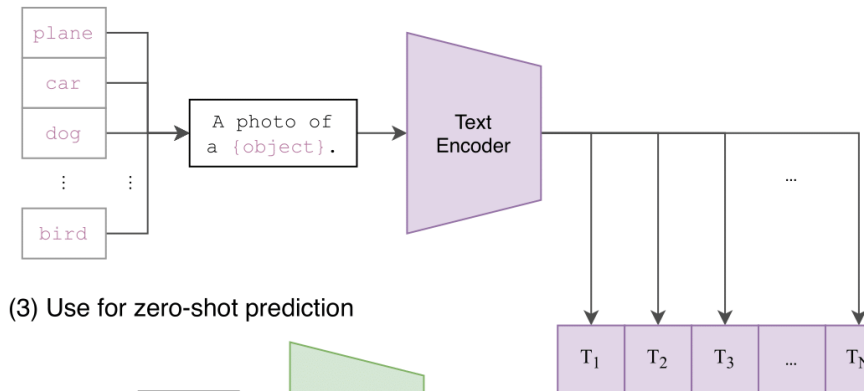 plane
car
dog
⋮ ⋮
bird
A photo of
a {object}.
Text
Encoder
...
(3) Use for zero-shot prediction
T1 T2 T3 ... TN